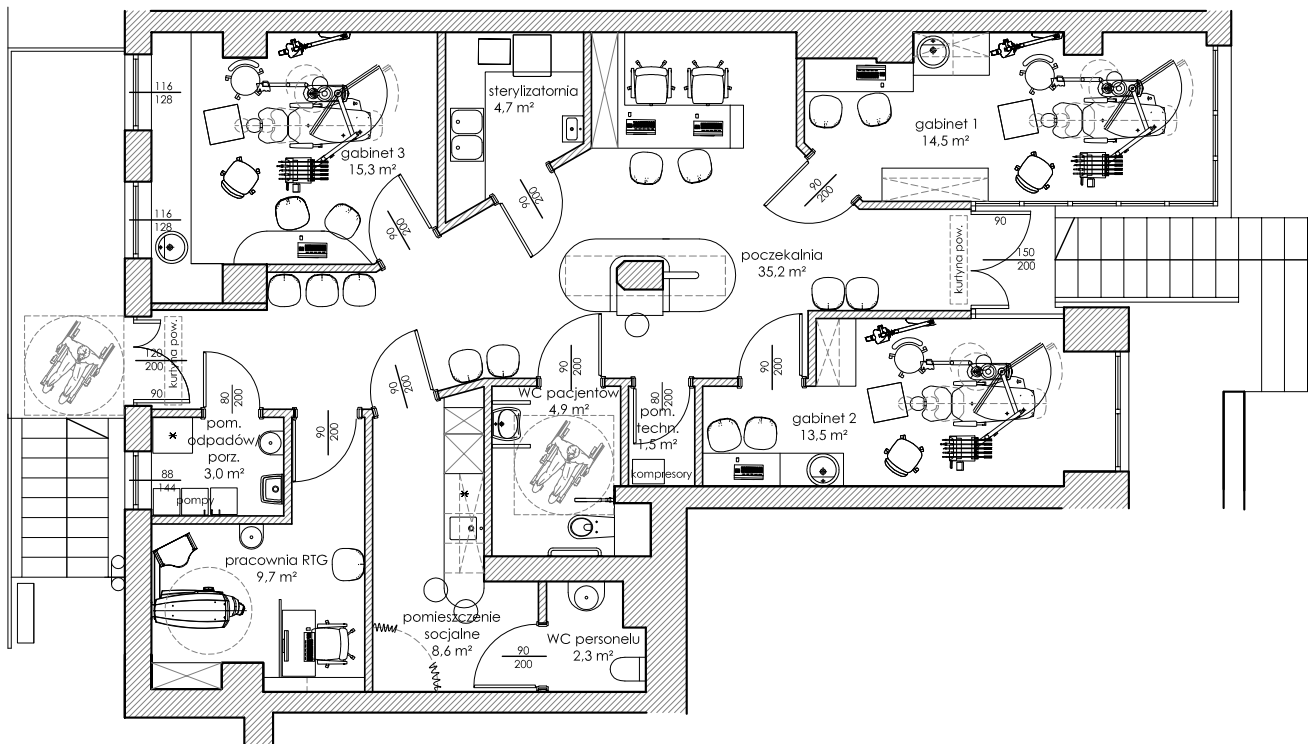 116
128
116
128
gabinet 3
15,3 m²
90
200
sterylizatornia
4,7 m²
90
200
gabinet 1
14,5 m²
90
200
poczekalnia
35,2 m²
kurtyna pow.
90
150
200
kurtyna pow.
120
200
90
80
200
pom.
odpadów/
porz.
3,0 m²
88
144
pompy
90
200
90
200
WC pacjentów
4,9 m²
90
200
80
200
pom.
techn.
1,5 m²
kompresory
90
200
gabinet 2
13,5 m²
pracownia RTG
9,7 m²
pomieszczenie
socjalne
8,6 m²
90
200
WC personelu
2,3 m²